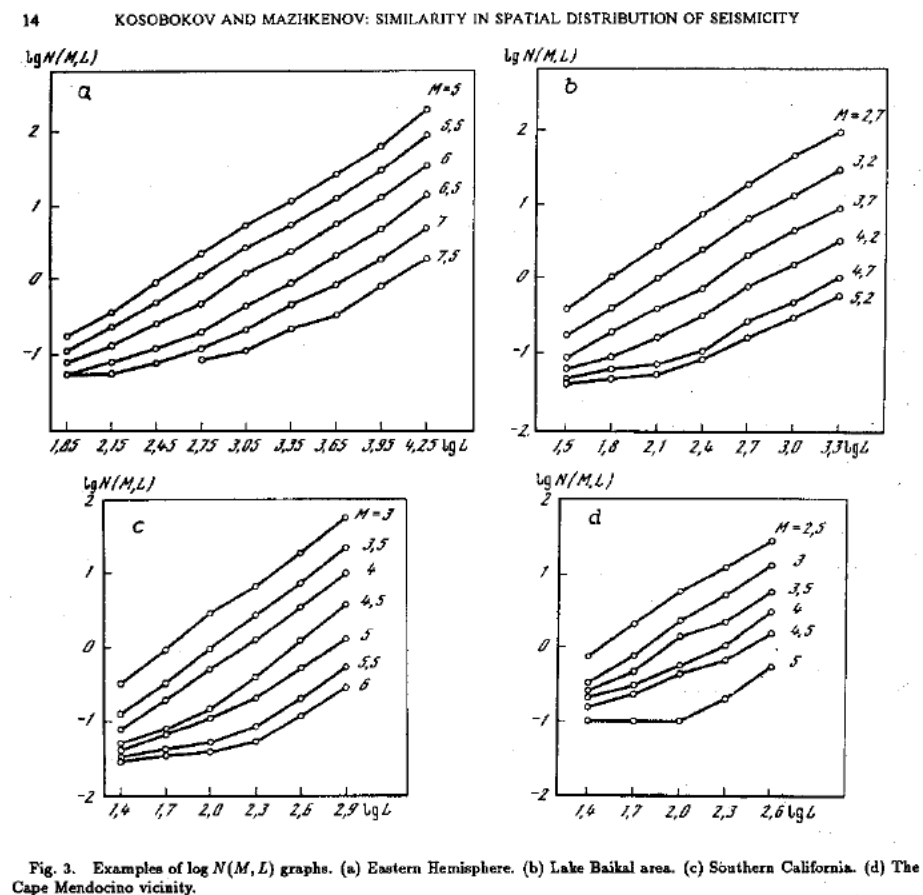 14 KOSOBOKOV AND MAZHKENOV: SIMILARITY IN SPATIAL DISTRIBUTION OF SEISMICITY
lg N(M,L)
a
M=5
5,5
6
6,5
7
7,5
2
1
0
-1
1,85 2,15 2,45 2,75 3,05 3,35 3,65 3,95 4,25 lg L
lg N(M,L)
b
M=2,7
3,2
3,7
4,2
4,7
5,2
2
1
0
-1
-2
1,5 1,8 2,1 2,4 2,7 3,0 3,3 lg L
lg N(M,L)
c
M=3
3,5
4
4,5
5
5,5
6
2
1
0
-1
-2
1,4 1,7 2,0 2,3 2,6 2,9 lg L
lg N(M,L)
d
M=2,5
3
3,5
4
4,5
5
2
1
0
-1
-2
1,4 1,7 2,0 2,3 2,6 lg L
Fig. 3. Examples of log N(M, L) graphs. (a) Eastern Hemisphere. (b) Lake Baikal area. (c) Southern California. (d) The
Cape Mendocino vicinity.